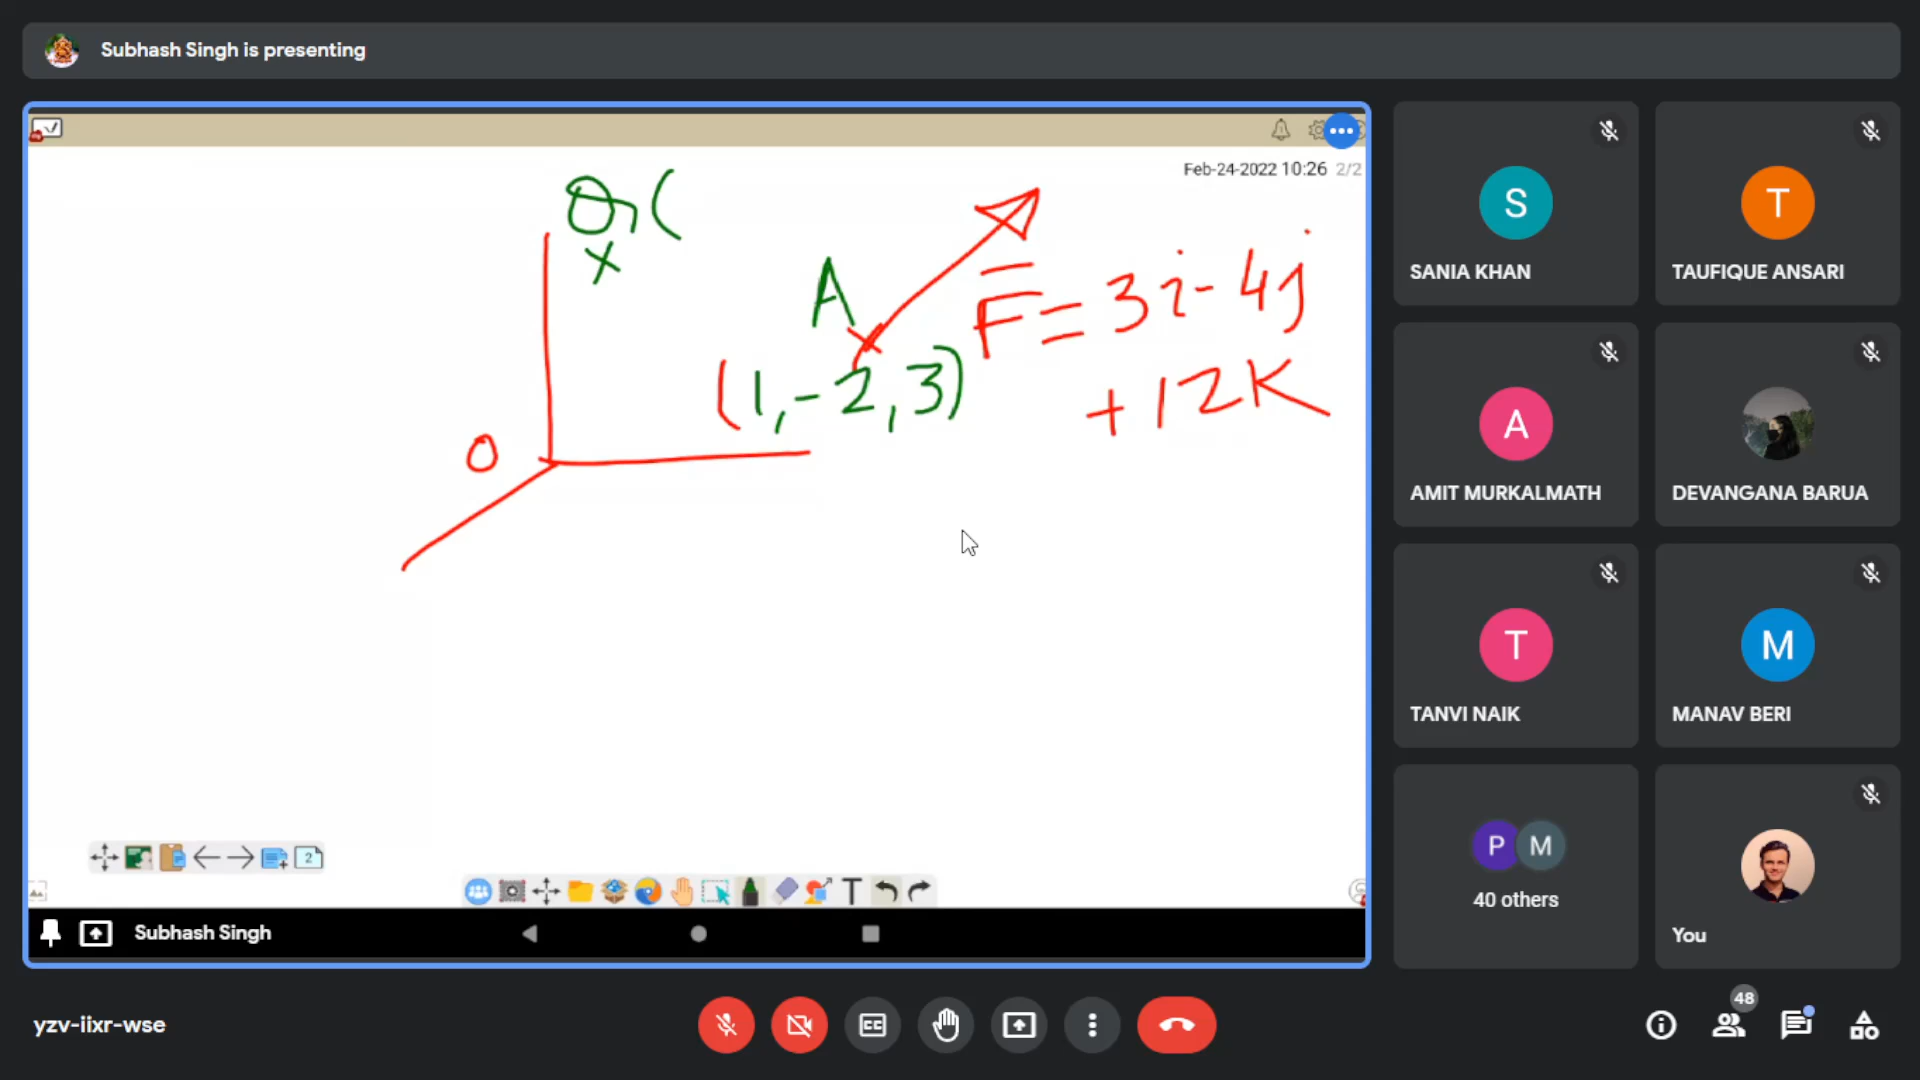 Subhash Singh is presenting
Feb-24-2022 10:26 2/2
A
F̅ = 3i - 4j
+ 12K
(1, -2, 3)
O
2
T
Subhash Singh
S
SANIA KHAN
T
TAUFIQUE ANSARI
A
AMIT MURKALMATH
DEVANGANA BARUA
T
TANVI NAIK
M
MANAV BERI
P
M
40 others
You
yzv-iixr-wse
CC
48